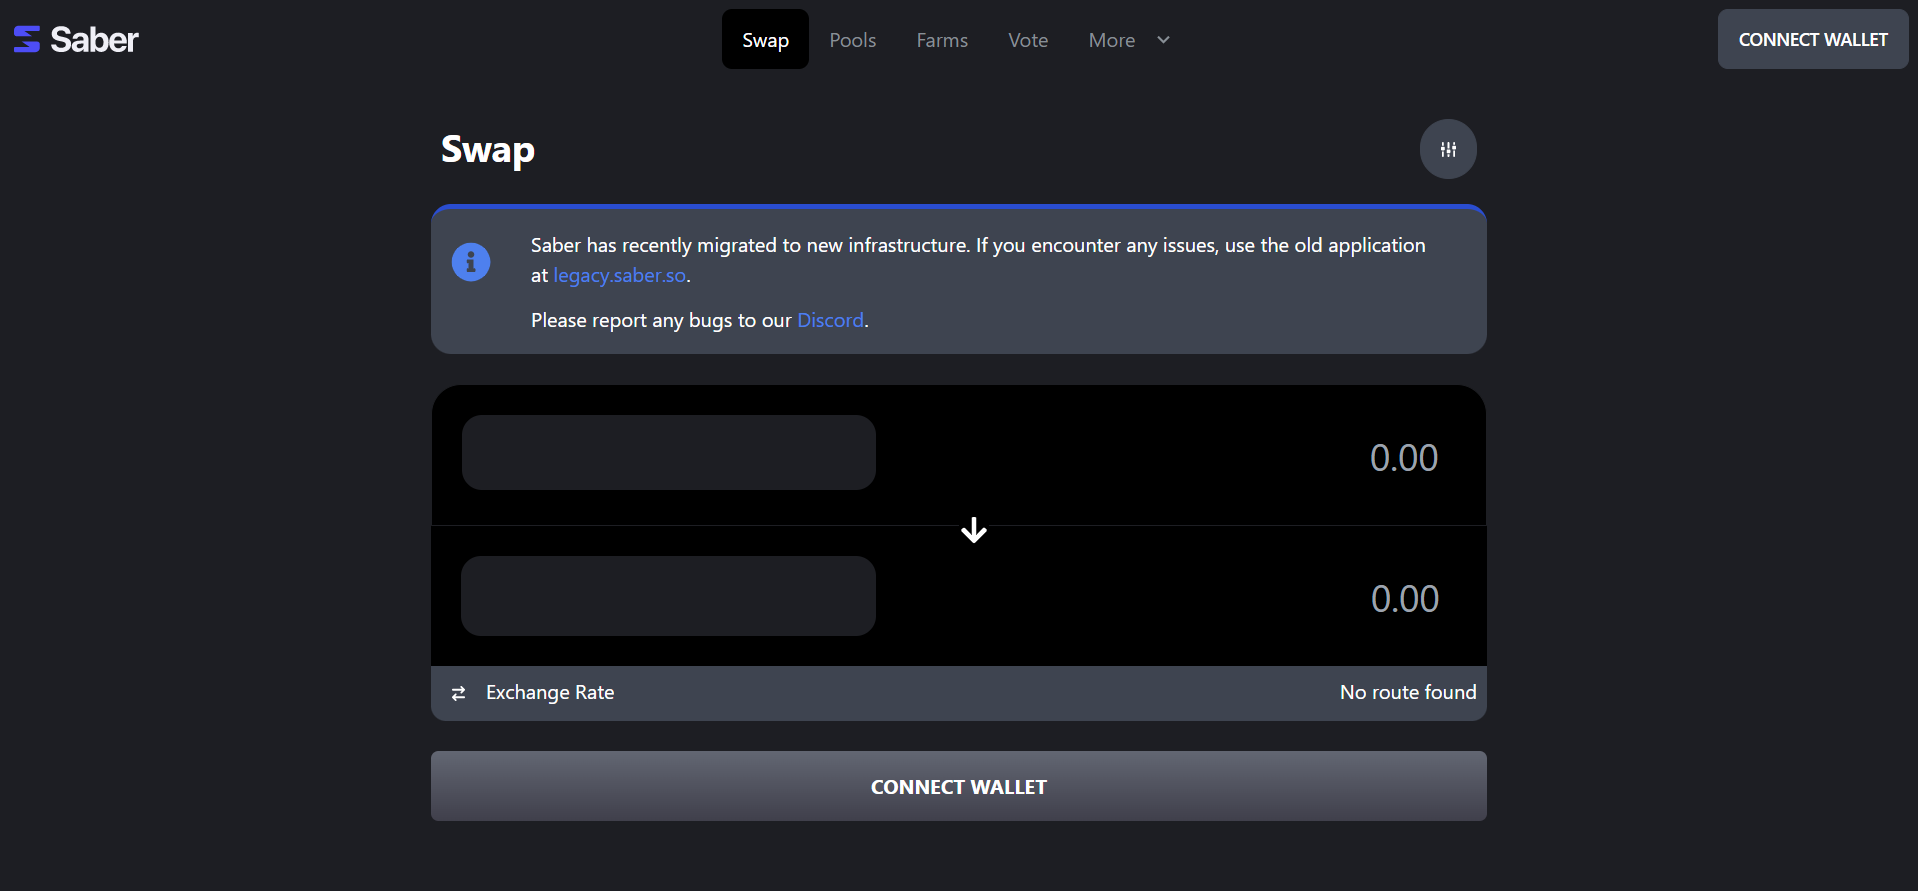 Saber
Swap
Pools
Farms
Vote
More
CONNECT WALLET
Swap
Saber has recently migrated to new infrastructure. If you encounter any issues, use the old application
at legacy.saber.so.
Please report any bugs to our Discord.
0.00
0.00
Exchange Rate
No route found
CONNECT WALLET